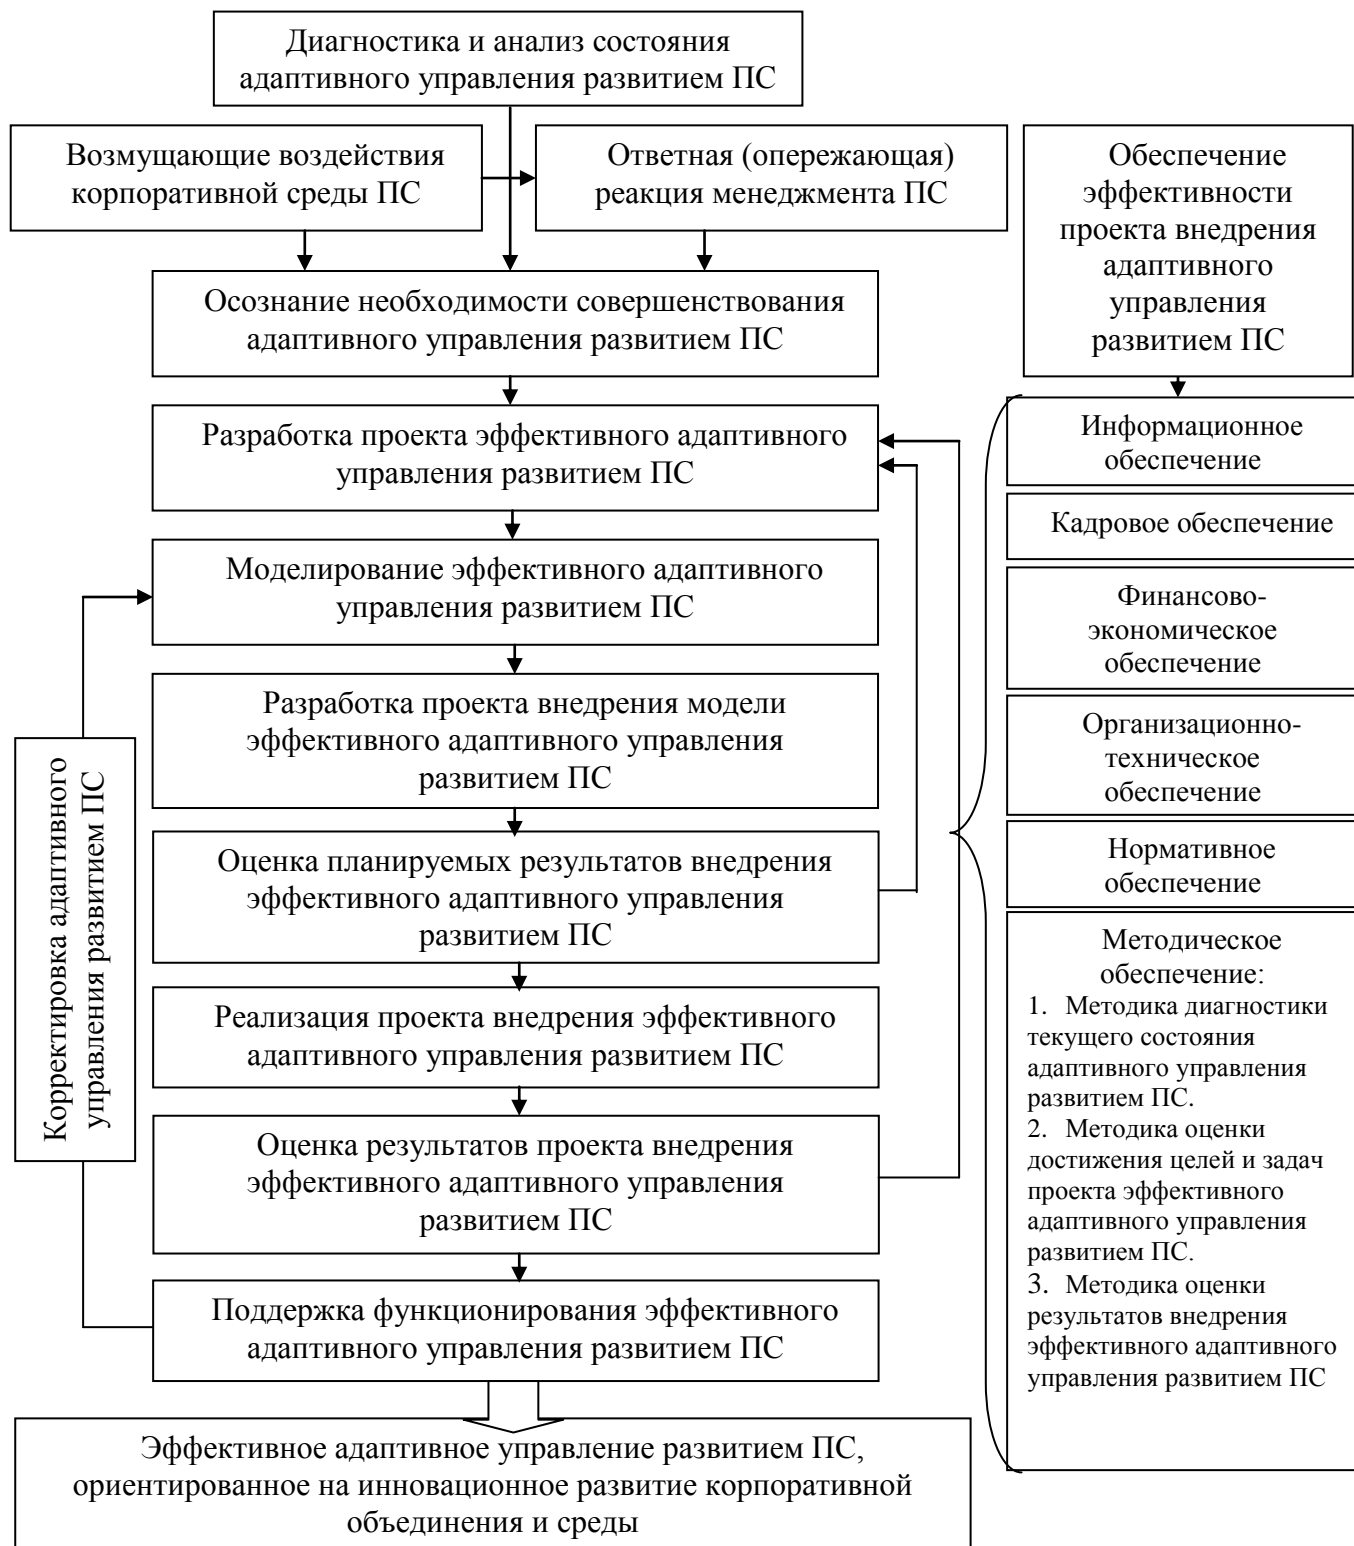 Диагностика и анализ состояния
адаптивного управления развитием ПС
Возмущающие воздействия
корпоративной среды ПС
Ответная (опережающая)
реакция менеджмента ПС
Обеспечение
эффективности
проекта внедрения
адаптивного
управления
развитием ПС
Осознание необходимости совершенствования
адаптивного управления развитием ПС
Разработка проекта эффективного адаптивного
управления развитием ПС
Моделирование эффективного адаптивного
управления развитием ПС
Разработка проекта внедрения модели
эффективного адаптивного управления
развитием ПС
Оценка планируемых результатов внедрения
эффективного адаптивного управления
развитием ПС
Реализация проекта внедрения эффективного
адаптивного управления развитием ПС
Оценка результатов проекта внедрения
эффективного адаптивного управления
развитием ПС
Поддержка функционирования эффективного
адаптивного управления развитием ПС
Корректировка адаптивного
управления развитием ПС
Эффективное адаптивное управление развитием ПС,
ориентированное на инновационное развитие корпоративной
объединения и среды
Информационное
обеспечение
Кадровое обеспечение
Финансово-
экономическое
обеспечение
Организационно-
техническое
обеспечение
Нормативное
обеспечение
Методическое
обеспечение:
1. Методика диагностики
текущего состояния
адаптивного управления
развитием ПС.
2. Методика оценки
достижения целей и задач
проекта эффективного
адаптивного управления
развитием ПС.
3. Методика оценки
результатов внедрения
эффективного адаптивного
управления развитием ПС